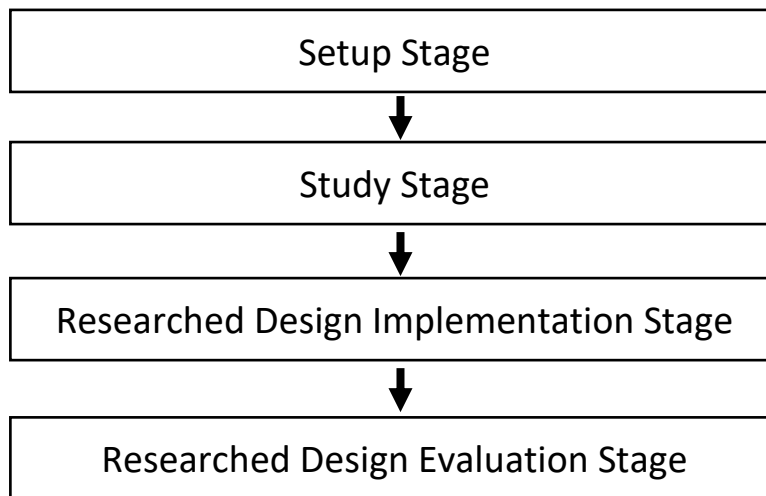 Setup Stage
Study Stage
Researched Design Implementation Stage
Researched Design Evaluation Stage